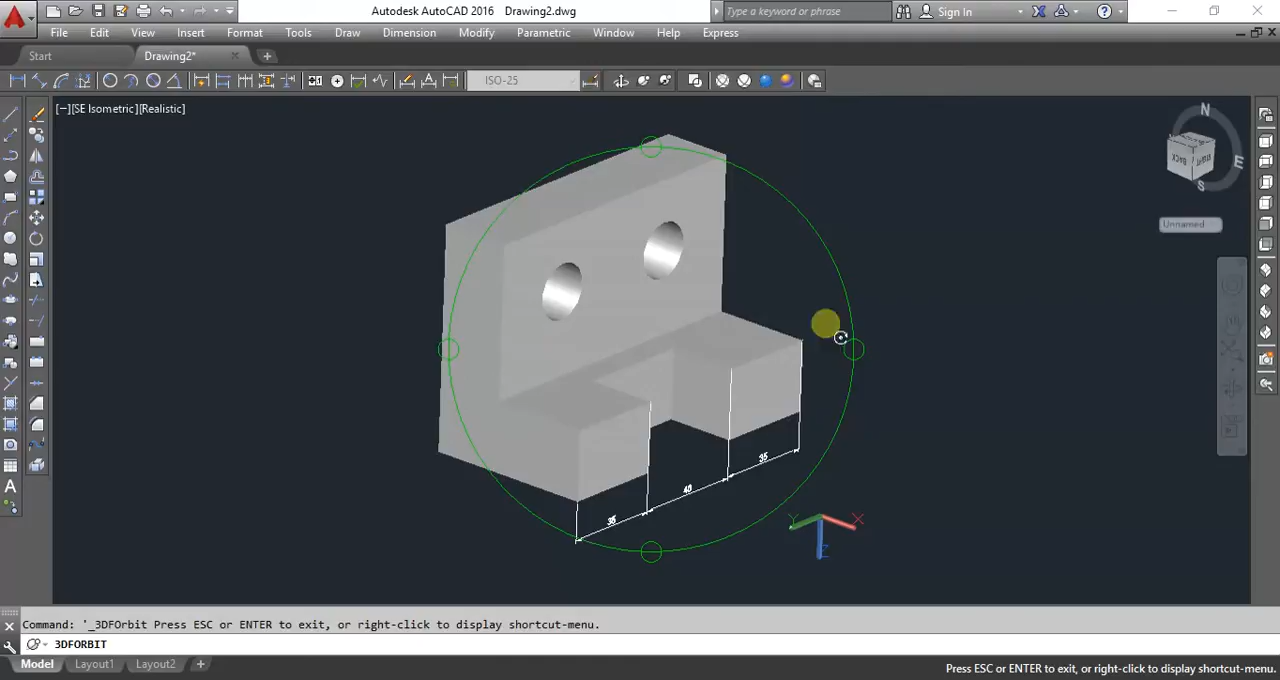 Autodesk AutoCAD 2016 Drawing2.dwg
Type a keyword or phrase
Sign In
File Edit View Insert Format Tools Draw Dimension Modify Parametric Window Help Express
Start Drawing2*
ISO-25
[−][SE Isometric][Realistic]
N
E
S
BACK
Unnamed
35
40
35
X
Y
Z
A
Command: '_3DFOrbit Press ESC or ENTER to exit, or right-click to display shortcut-menu.
3DFORBIT
Model Layout1 Layout2
Press ESC or ENTER to exit, or right-click to display shortcut-menu.